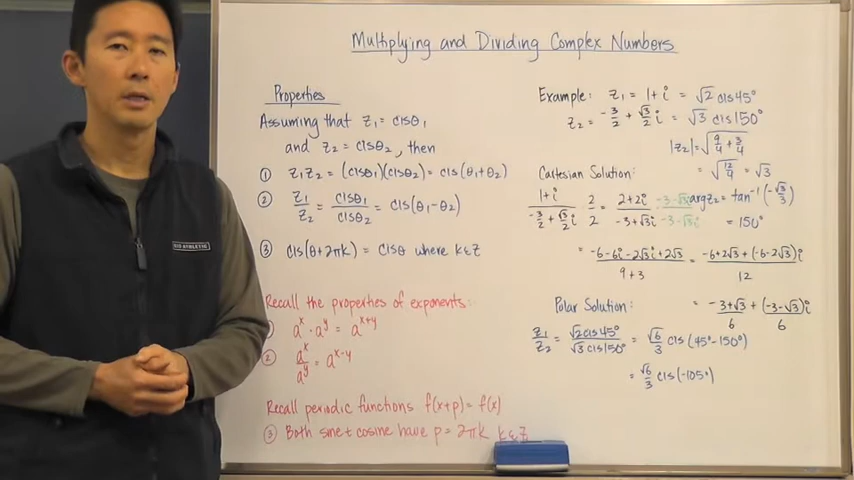 Multiplying and Dividing Complex Numbers
Properties
Assuming that z₁ = cisθ₁
and z₂ = cisθ₂, then
① z₁z₂ = (cisθ₁)(cisθ₂) = cis(θ₁+θ₂)
② z₁/z₂ = cisθ₁/cisθ₂ = cis(θ₁-θ₂)
③ cis(θ+2πk) = cisθ where k∈Z
Recall the properties of exponents:
① aˣ·aʸ = aˣ⁺ʸ
② aˣ/aʸ = aˣ⁻ʸ
Recall periodic functions f(x+p) = f(x)
③ Both sine + cosine have p = 2πk k∈Z
Example: z₁ = 1+i = √2 cis45°
z₂ = -3/2 + √3/2 i = √3 cis150°
|z₂| = √(9/4 + 3/4)
= √(12/4) = √3
arg z₂ = tan⁻¹(-√3/3)
= 150°
Cartesian Solution:
(1+i)/(-3/2 + √3/2 i) · 2/2 = (2+2i)/(-3+√3i) · (-3-√3i)/(-3-√3i)
= (-6-6i-2√3i+2√3)/(9+3) = (-6+2√3+(-6-2√3)i)/12
= (-3+√3)/6 + (-3-√3)i/6
Polar Solution:
z₁/z₂ = √2cis45°/√3cis150° = √6/3 cis(45°-150°)
= √6/3 cis(-105°)